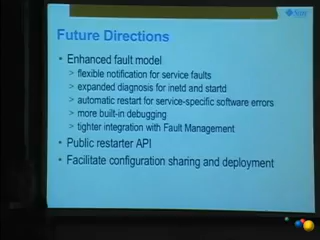 Sun
Future Directions
• Enhanced fault model
> flexible notification for service faults
> expanded diagnosis for inetd and startd
> automatic restart for service-specific software errors
> more built-in debugging
> tighter integration with Fault Management
• Public restarter API
• Facilitate configuration sharing and deployment